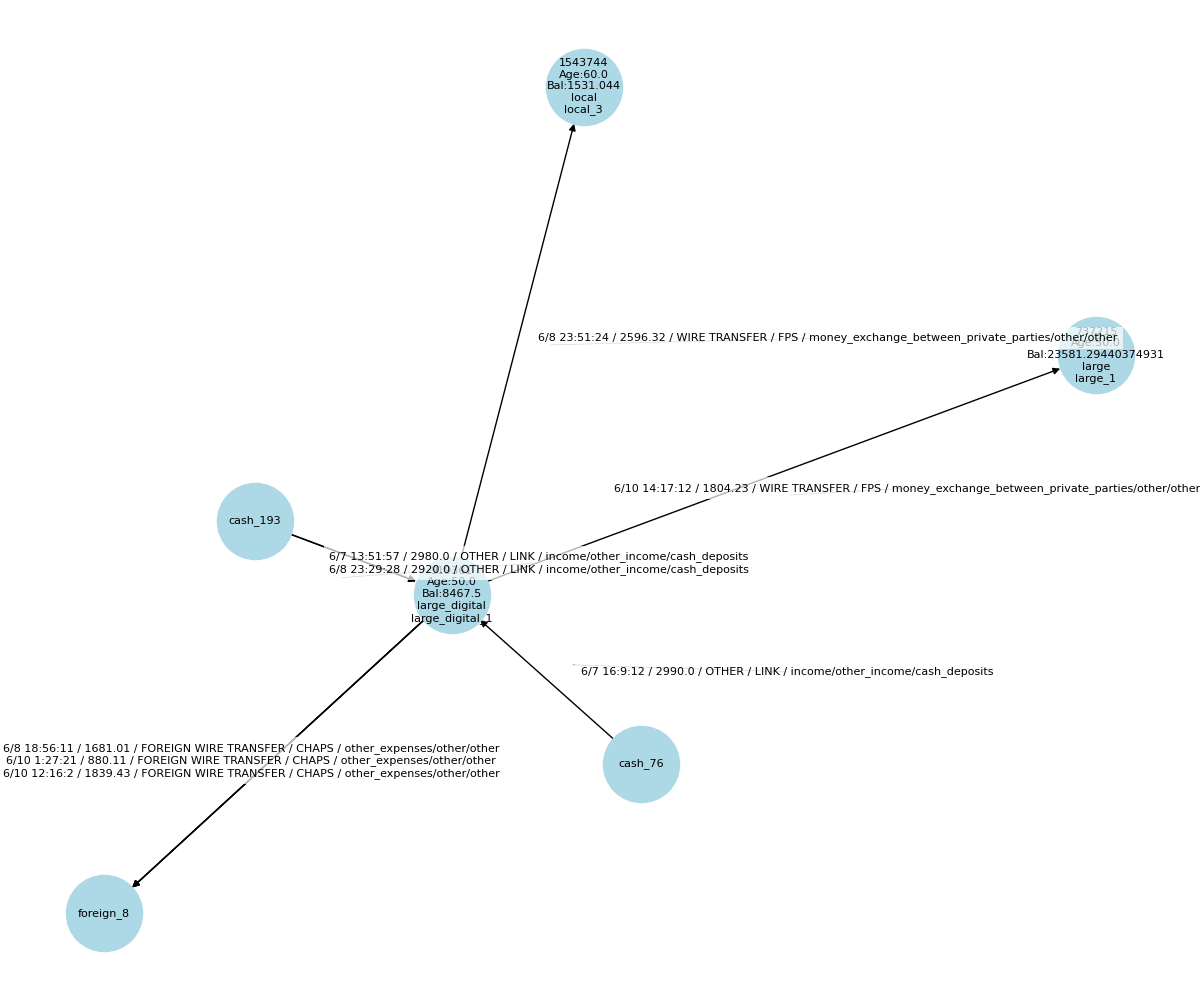 1543744
Age:60.0
Bal:1531.044
local
local_3
6/8 23:51:24 / 2596.32 / WIRE TRANSFER / FPS / money_exchange_between_private_parties/other/other
Age:50.0
Bal:23581.29440374931
large
large_1
6/10 14:17:12 / 1804.23 / WIRE TRANSFER / FPS / money_exchange_between_private_parties/other/other
cash_193
6/7 13:51:57 / 2980.0 / OTHER / LINK / income/other_income/cash_deposits
6/8 23:29:28 / 2920.0 / OTHER / LINK / income/other_income/cash_deposits
Age:50.0
Bal:8467.5
large_digital
large_digital_1
6/7 16:9:12 / 2990.0 / OTHER / LINK / income/other_income/cash_deposits
6/8 18:56:11 / 1681.01 / FOREIGN WIRE TRANSFER / CHAPS / other_expenses/other/other
6/10 1:27:21 / 880.11 / FOREIGN WIRE TRANSFER / CHAPS / other_expenses/other/other
6/10 12:16:2 / 1839.43 / FOREIGN WIRE TRANSFER / CHAPS / other_expenses/other/other
cash_76
foreign_8